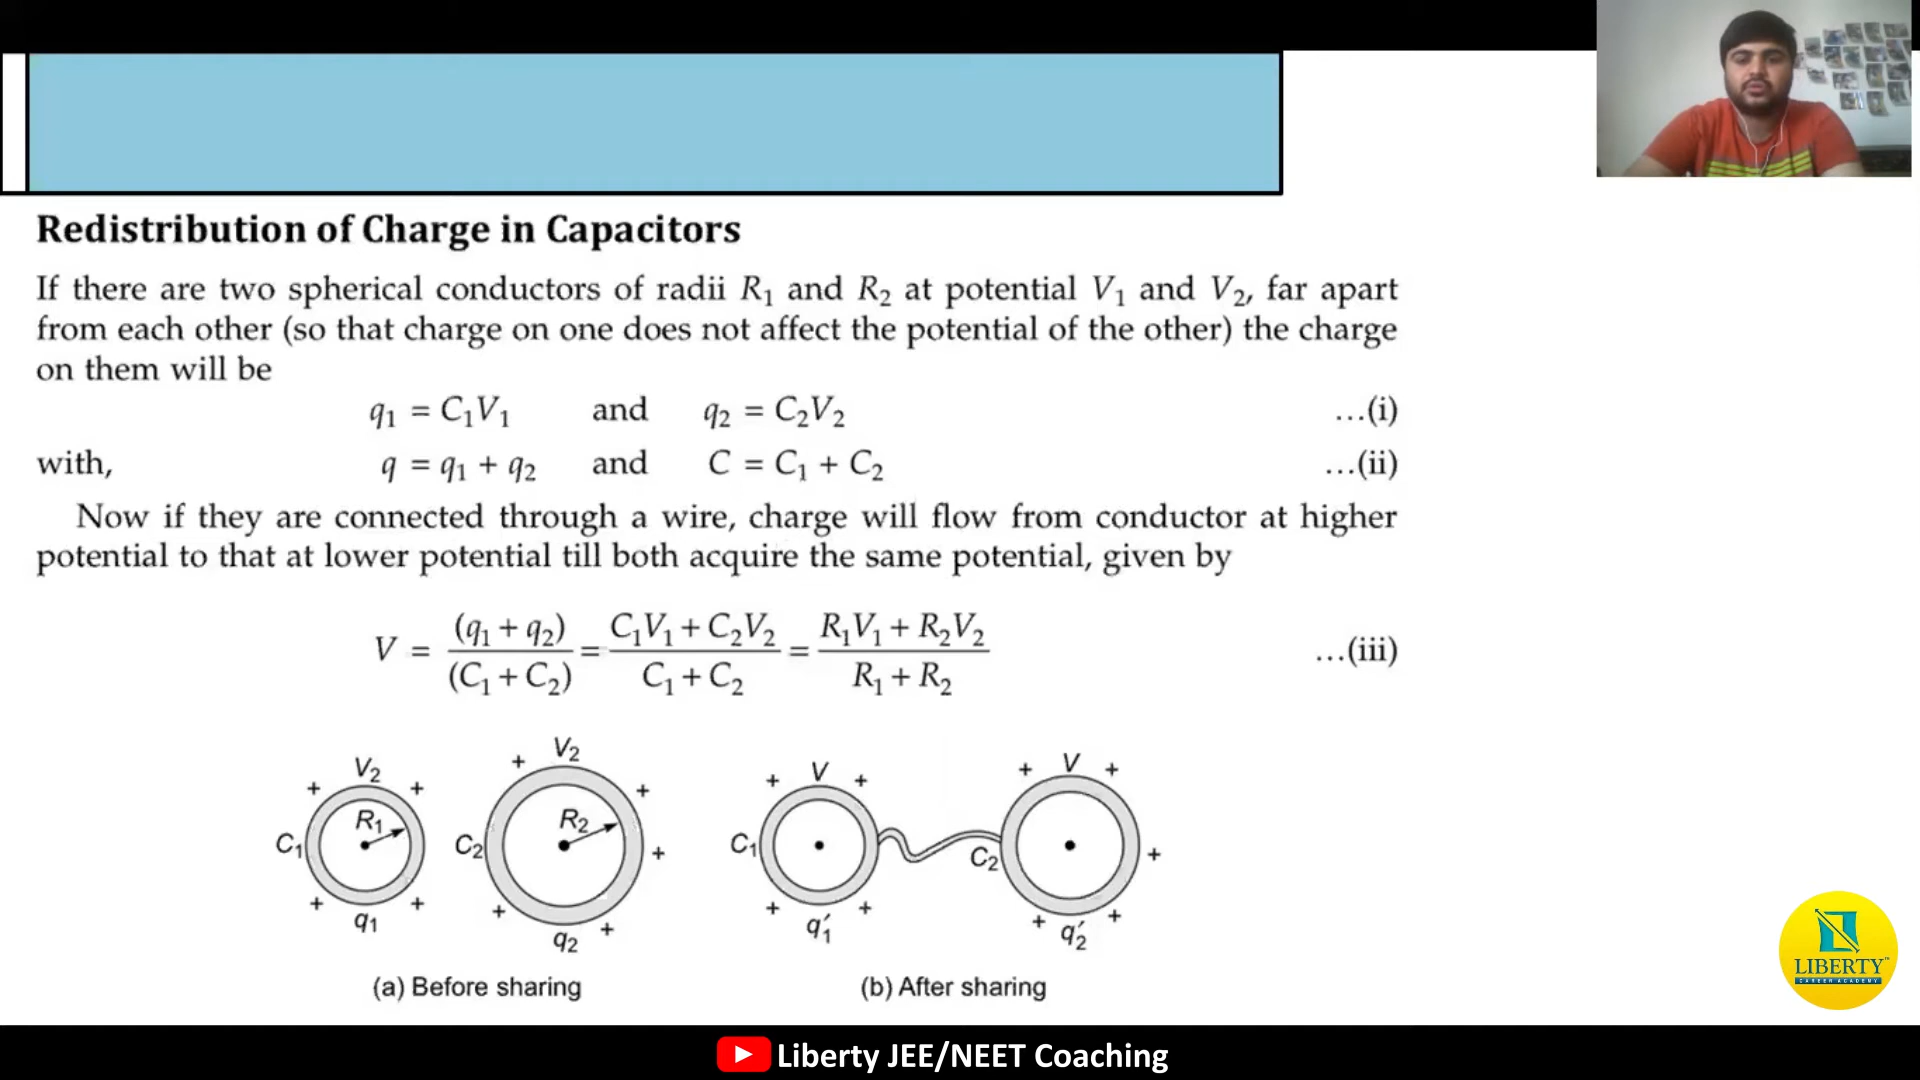 Redistribution of Charge in Capacitors
If there are two spherical conductors of radii R₁ and R₂ at potential V₁ and V₂, far apart
from each other (so that charge on one does not affect the potential of the other) the charge
on them will be
q₁ = C₁V₁ and q₂ = C₂V₂ ...(i)
with, q = q₁ + q₂ and C = C₁ + C₂ ...(ii)
Now if they are connected through a wire, charge will flow from conductor at higher
potential to that at lower potential till both acquire the same potential, given by
V = (q₁ + q₂)/(C₁ + C₂) = (C₁V₁ + C₂V₂)/(C₁ + C₂) = (R₁V₁ + R₂V₂)/(R₁ + R₂) ...(iii)
V₂ V₂ V V
+ + + + + + + +
R₁ R₂
C₁ C₂ + C₁ C₂ +
+ + + + + + + +
q₁ q₂ q₁′ q₂′
(a) Before sharing (b) After sharing
LIBERTY™
CAREER ACADEMY
Liberty JEE/NEET Coaching